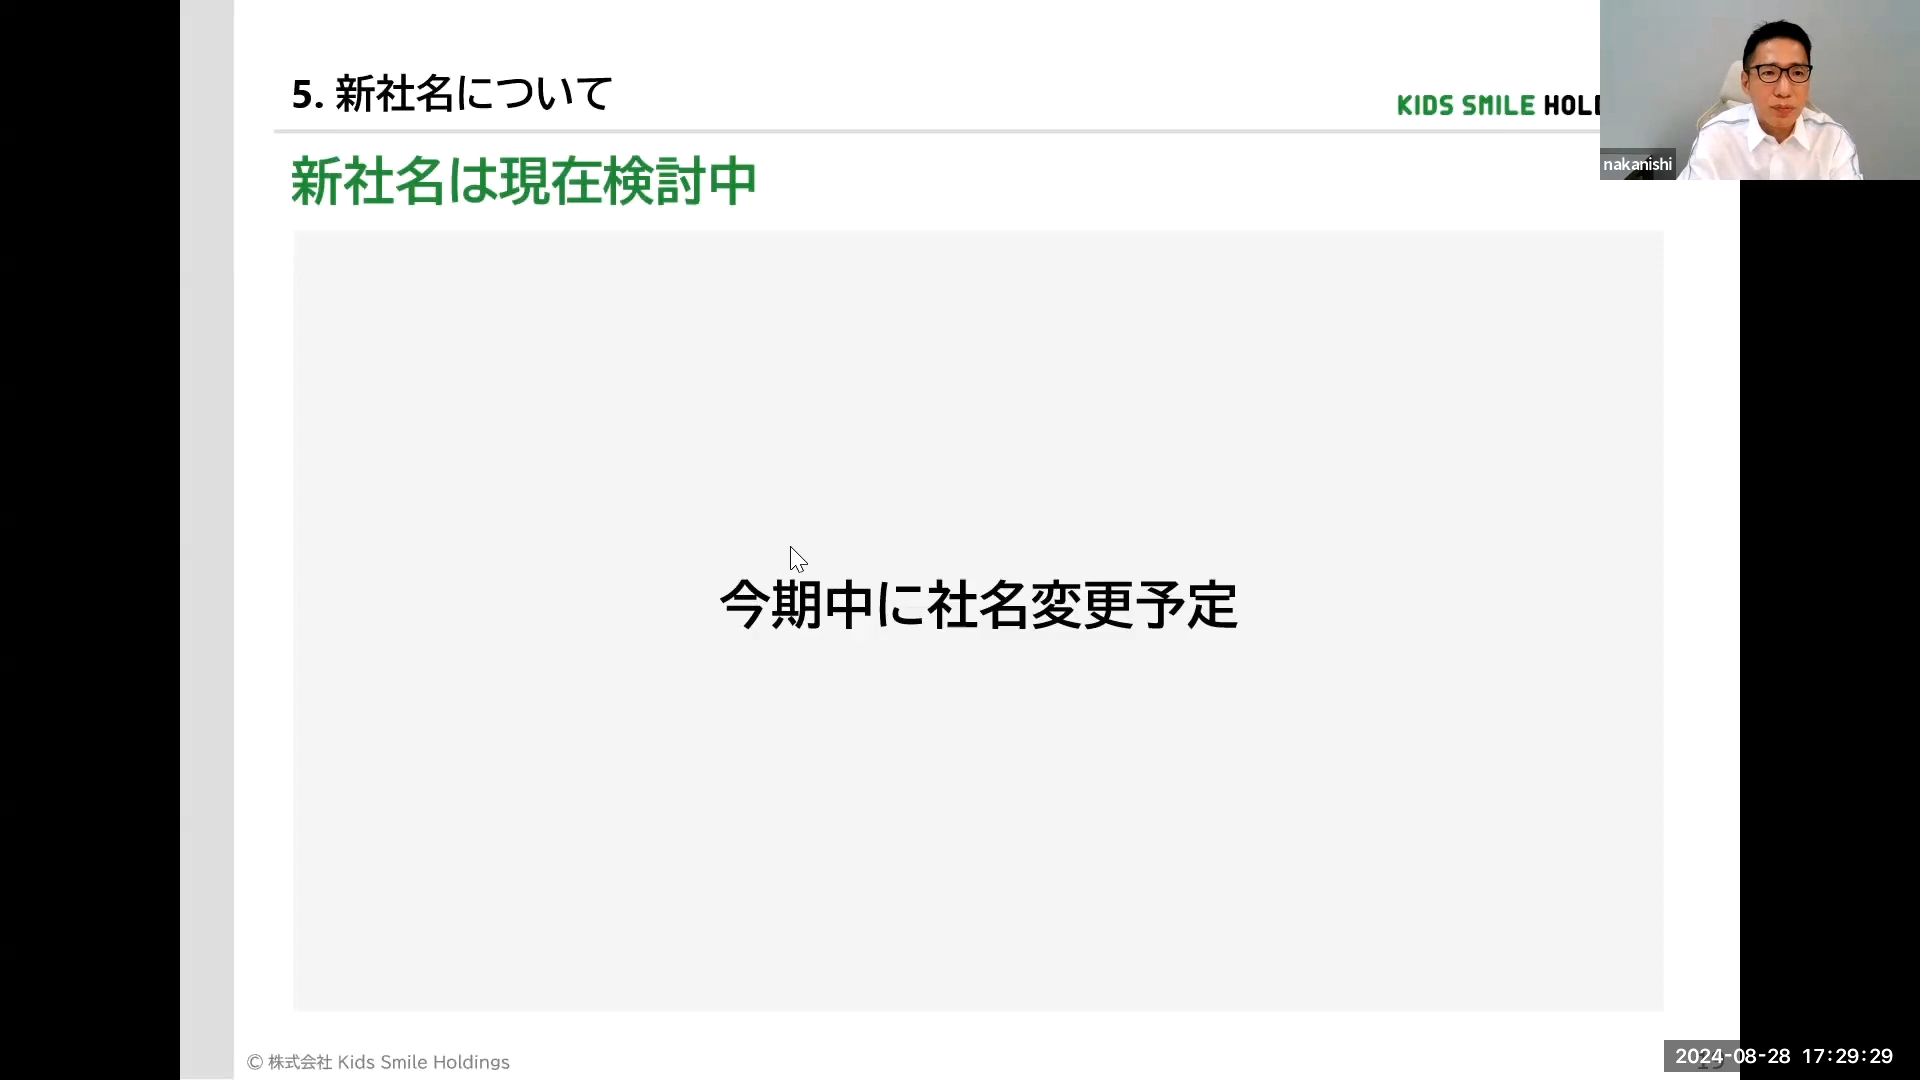 5. 新社名について
KIDS SMILE HOLD
nakanishi
新社名は現在検討中
今期中に社名変更予定
© 株式会社 Kids Smile Holdings
2024-08-28 17:29:29